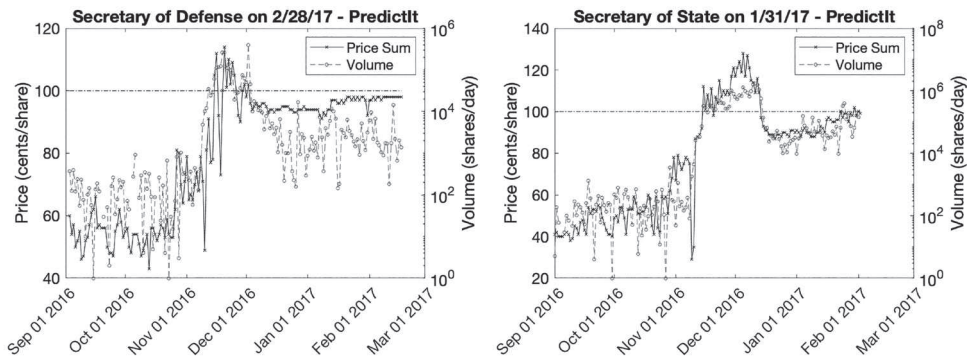 Secretary of Defense on 2/28/17 - PredictIt
120
100
80
60
40
Price (cents/share)
Price Sum
Volume
10^6
10^4
10^2
10^0
Volume (shares/day)
Sep 01 2016
Oct 01 2016
Nov 01 2016
Dec 01 2016
Jan 01 2017
Feb 01 2017
Mar 01 2017
Secretary of State on 1/31/17 - PredictIt
140
120
100
80
60
40
20
Price (cents/share)
Price Sum
Volume
10^8
10^6
10^4
10^2
10^0
Volume (shares/day)
Sep 01 2016
Oct 01 2016
Nov 01 2016
Dec 01 2016
Jan 01 2017
Feb 01 2017
Mar 01 2017